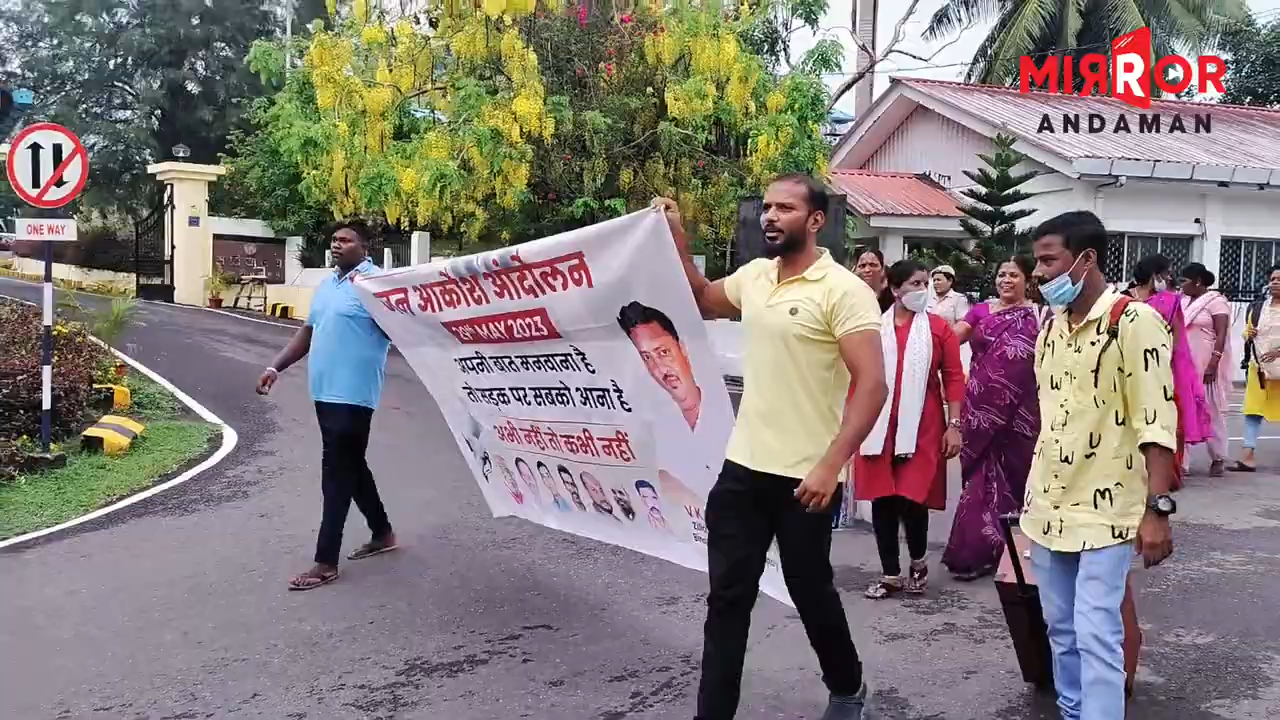 MIRROR
ANDAMAN
ONE WAY
जन आक्रोश आंदोलन
29th MAY 2023
अपनी बात मनवाना है
तो सड़क पर सबको आना है
अभी नहीं तो कभी नहीं
V.K